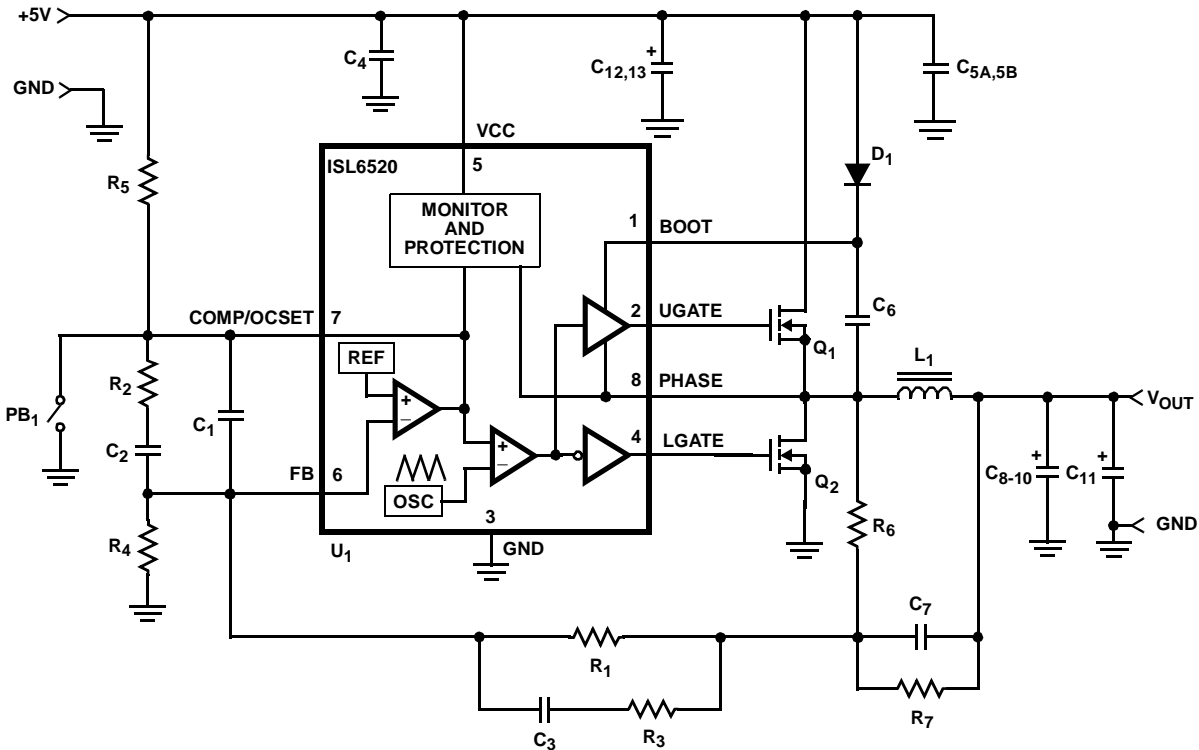 +5V
GND
C4
C12,13
C5A,5B
VCC
ISL6520
5
D1
R5
MONITOR
AND
PROTECTION
1
BOOT
C6
COMP/OCSET
7
2
UGATE
Q1
REF
L1
R2
+
−
8
PHASE
VOUT
PB1
C1
C2
+
−
4
LGATE
C8-10
C11
FB
6
OSC
Q2
R6
GND
3
R4
U1
GND
C7
R1
R7
C3
R3